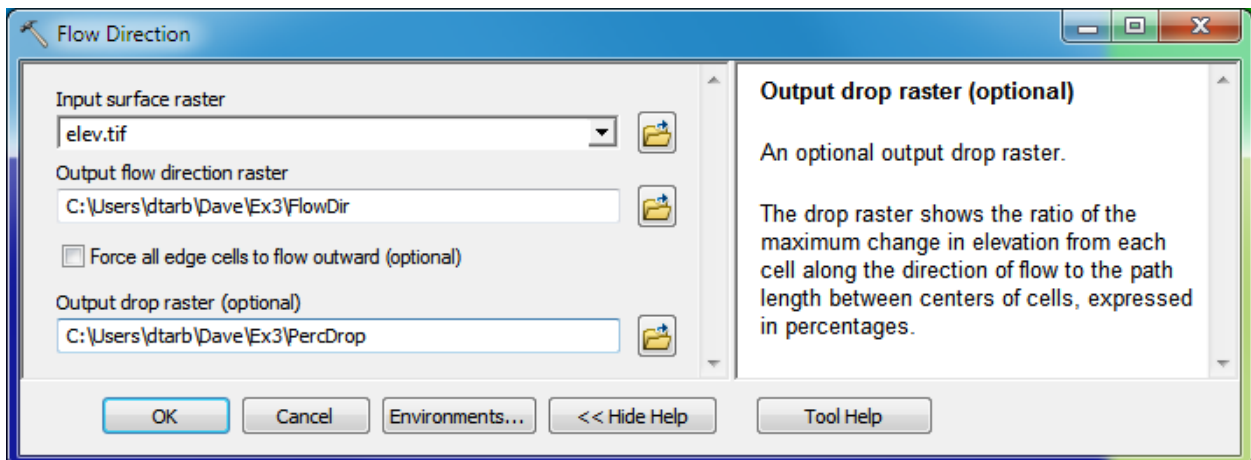 Flow Direction
Input surface raster
elev.tif
Output flow direction raster
C:\Users\dtarb\Dave\Ex3\FlowDir
Force all edge cells to flow outward (optional)
Output drop raster (optional)
C:\Users\dtarb\Dave\Ex3\PercDrop
Output drop raster (optional)
An optional output drop raster.
The drop raster shows the ratio of the
maximum change in elevation from each
cell along the direction of flow to the path
length between centers of cells, expressed
in percentages.
OK
Cancel
Environments...
<< Hide Help
Tool Help